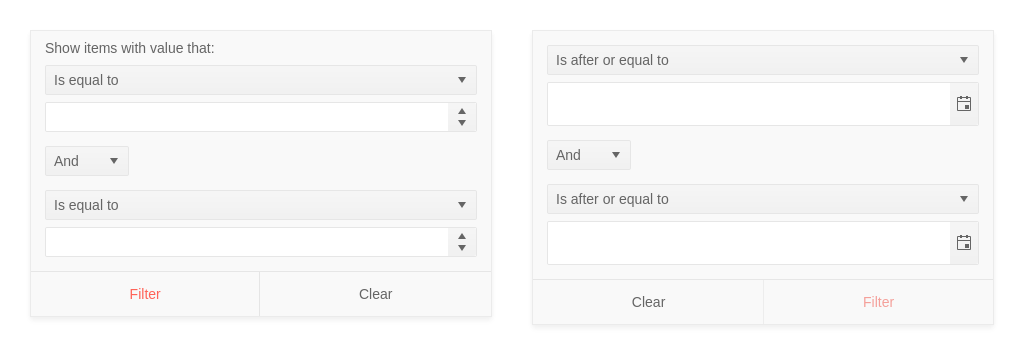 Show items with value that:
Is equal to
And
Is equal to
Filter
Clear
Is after or equal to
And
Is after or equal to
Clear
Filter